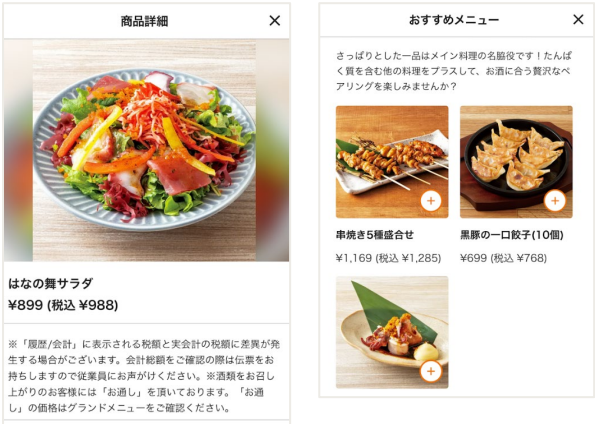 商品詳細
はなの舞サラダ
¥899 (税込 ¥988)
※「履歴/会計」に表示される税額と実会計の税額に差異が発
生する場合がございます。会計総額をご確認の際は伝票をお
持ちしますので従業員にお声がけください。※酒類をお召し
上がりのお客様には「お通し」を頂いております。「お通
し」の価格はグランドメニューをご確認ください。
おすすめメニュー
さっぱりとした一品はメイン料理の名脇役です！たんぱ
く質を含む他の料理をプラスして、お酒に合う贅沢なペ
アリングを楽しみませんか？
串焼き5種盛合せ
¥1,169 (税込 ¥1,285)
黒豚の一口餃子(10個)
¥699 (税込 ¥768)